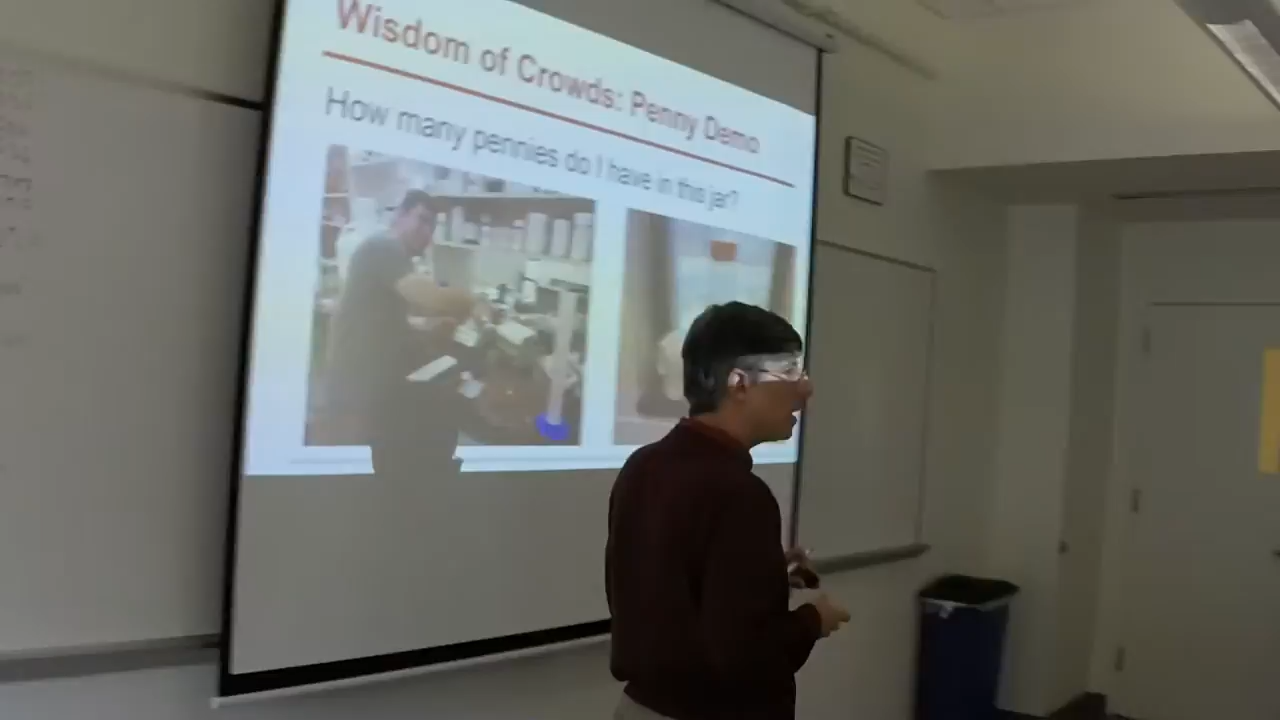 Wisdom of Crowds: Penny Demo
How many pennies do I have in this jar?